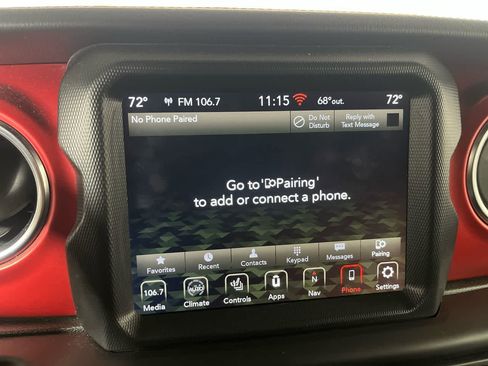 72° FM 106.7 11:15 68° out. 72°
No Phone Paired Do Not Disturb Reply with Text Message
Go to 'Pairing'
to add or connect a phone.
Favorites Recent Contacts Keypad Messages Pairing
106.7 AUTO N
Media Climate Controls Apps Nav Phone Settings